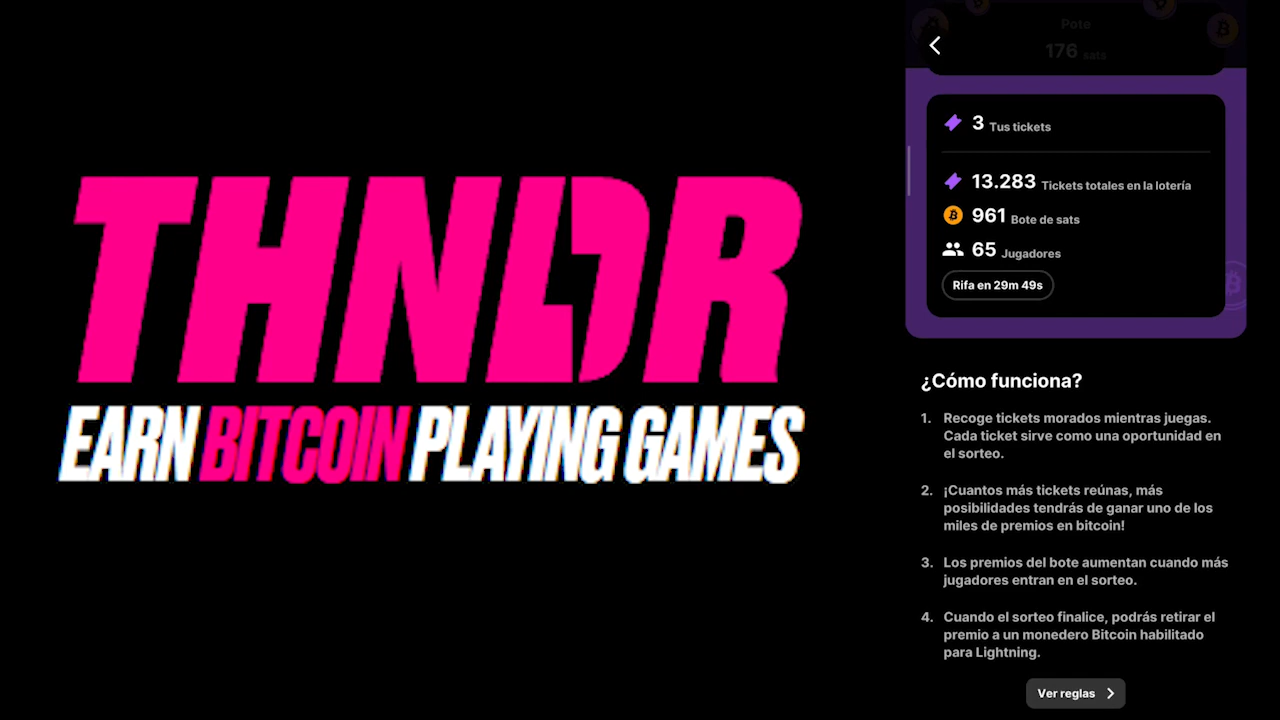 THNDR
EARN BITCOIN PLAYING GAMES
Pote
176 sats
3 Tus tickets
13.283 Tickets totales en la lotería
961 Bote de sats
65 Jugadores
Rifa en 29m 49s
¿Cómo funciona?
1. Recoge tickets morados mientras juegas.
Cada ticket sirve como una oportunidad en
el sorteo.
2. ¡Cuantos más tickets reúnas, más
posibilidades tendrás de ganar uno de los
miles de premios en bitcoin!
3. Los premios del bote aumentan cuando más
jugadores entran en el sorteo.
4. Cuando el sorteo finalice, podrás retirar el
premio a un monedero Bitcoin habilitado
para Lightning.
Ver reglas